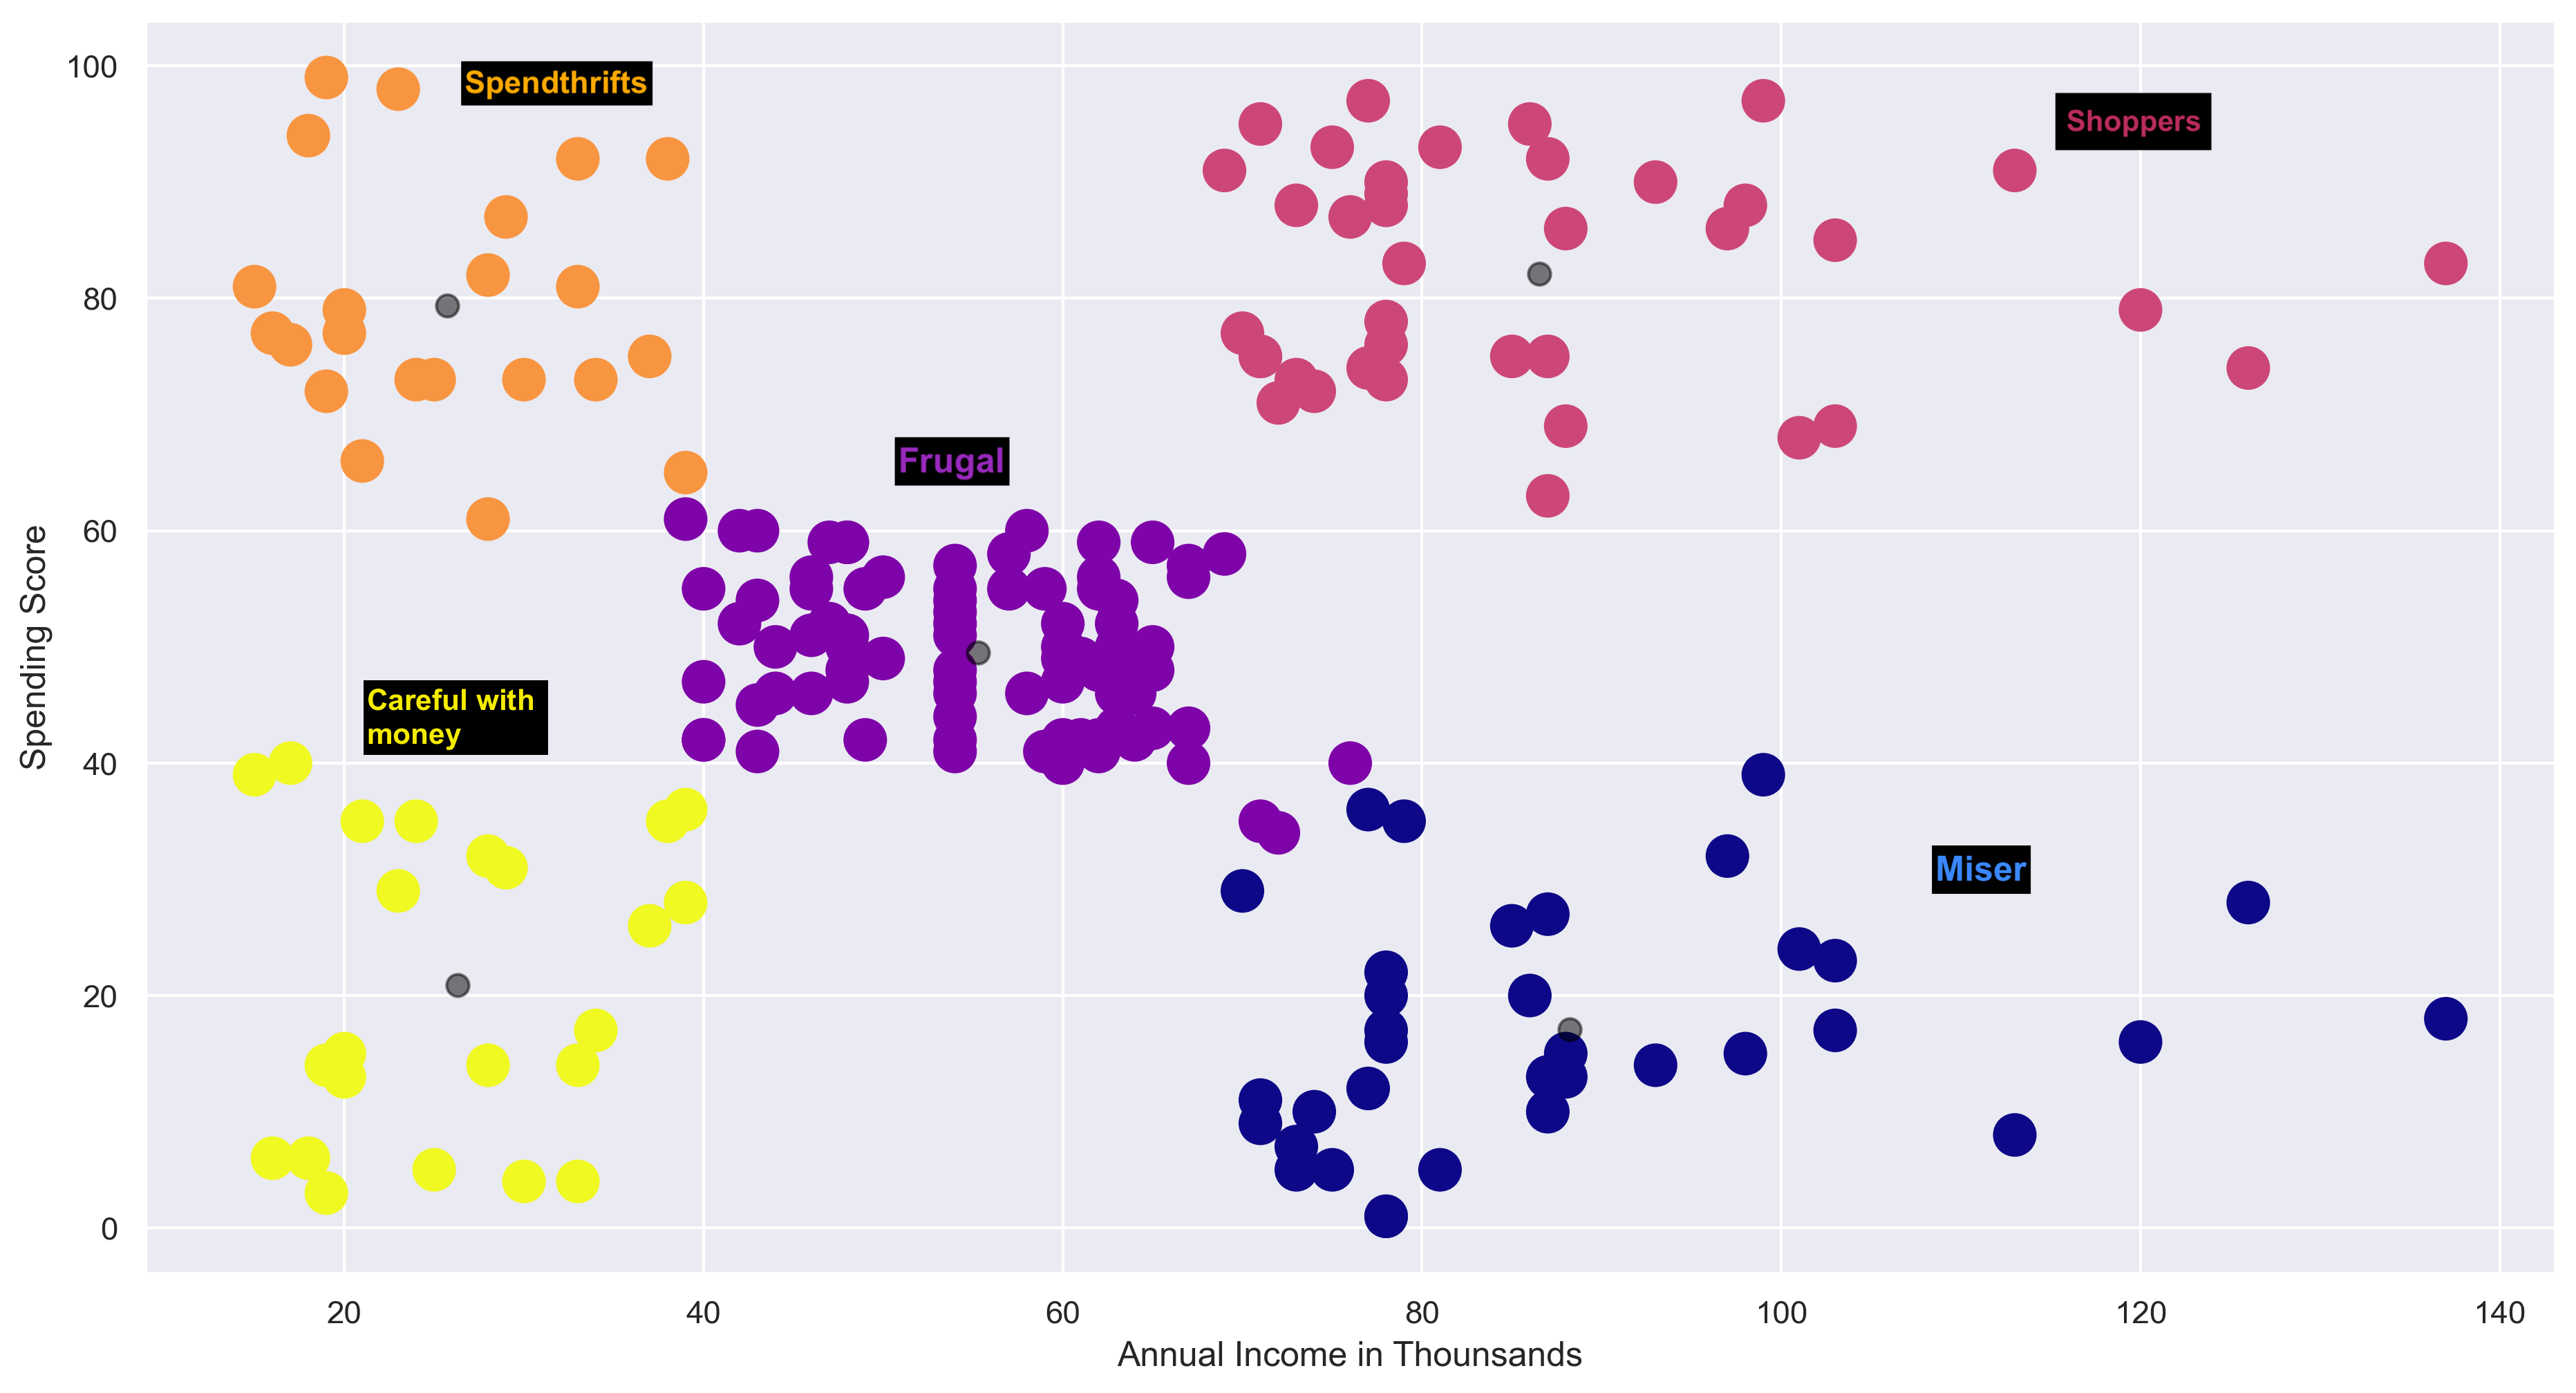 100
80
60
40
20
0
Spending Score
Spendthrifts
Shoppers
Frugal
Careful with
money
Miser
20 40 60 80 100 120 140
Annual Income in Thounsands